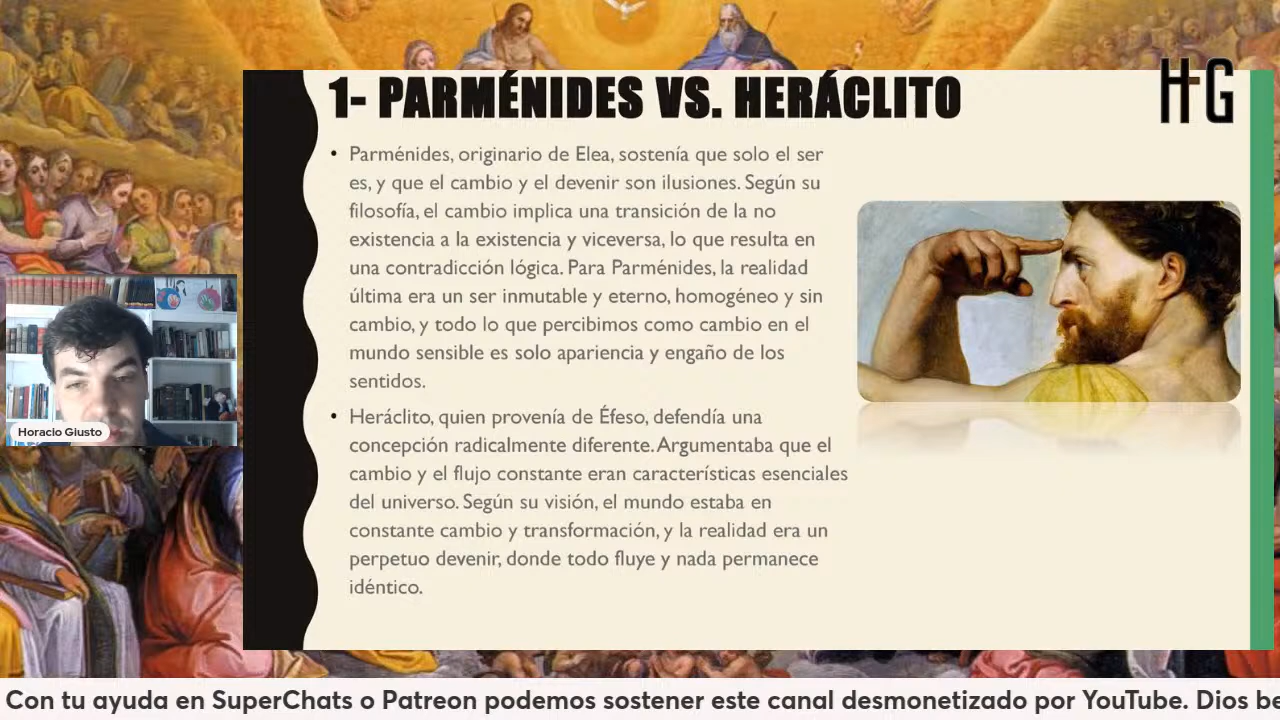 1- PARMÉNIDES VS. HERÁCLITO
H+G
• Parménides, originario de Elea, sostenía que solo el ser
es, y que el cambio y el devenir son ilusiones. Según su
filosofía, el cambio implica una transición de la no
existencia a la existencia y viceversa, lo que resulta en
una contradicción lógica. Para Parménides, la realidad
última era un ser inmutable y eterno, homogéneo y sin
cambio, y todo lo que percibimos como cambio en el
mundo sensible es solo apariencia y engaño de los
sentidos.
• Heráclito, quien provenía de Éfeso, defendía una
concepción radicalmente diferente. Argumentaba que el
cambio y el flujo constante eran características esenciales
del universo. Según su visión, el mundo estaba en
constante cambio y transformación, y la realidad era un
perpetuo devenir, donde todo fluye y nada permanece
idéntico.
Horacio Giusto
Con tu ayuda en SuperChats o Patreon podemos sostener este canal desmonetizado por YouTube. Dios be